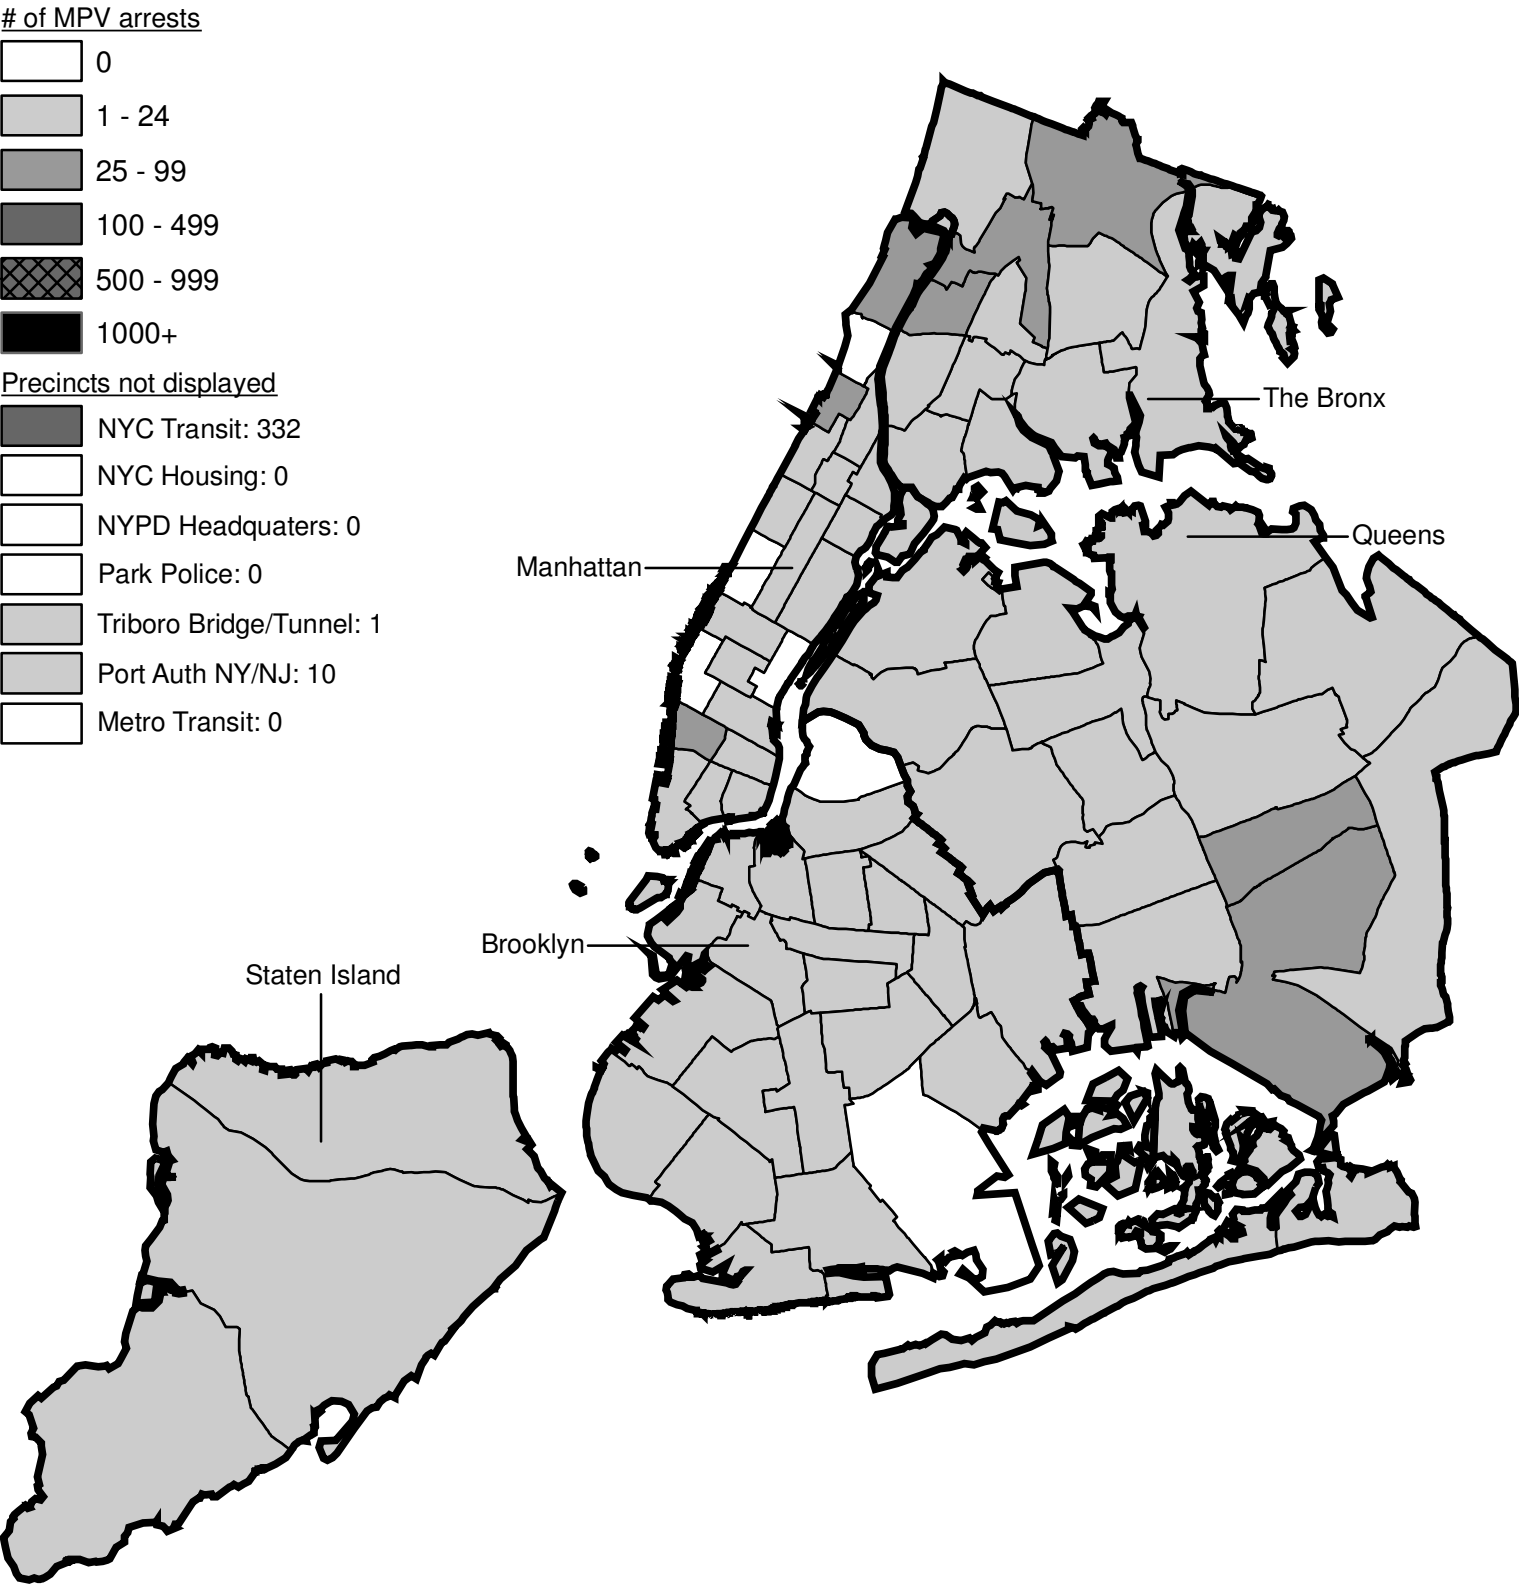 # of MPV arrests
0
1 - 24
25 - 99
100 - 499
500 - 999
1000+
Precincts not displayed
NYC Transit: 332
NYC Housing: 0
NYPD Headquaters: 0
Park Police: 0
Triboro Bridge/Tunnel: 1
Port Auth NY/NJ: 10
Metro Transit: 0
The Bronx
Queens
Manhattan
Brooklyn
Staten Island